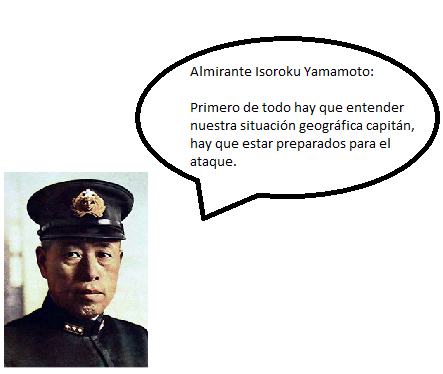 Almirante Isoroku Yamamoto:
Primero de todo hay que entender
nuestra situación geográfica capitán,
hay que estar preparados para el
ataque.